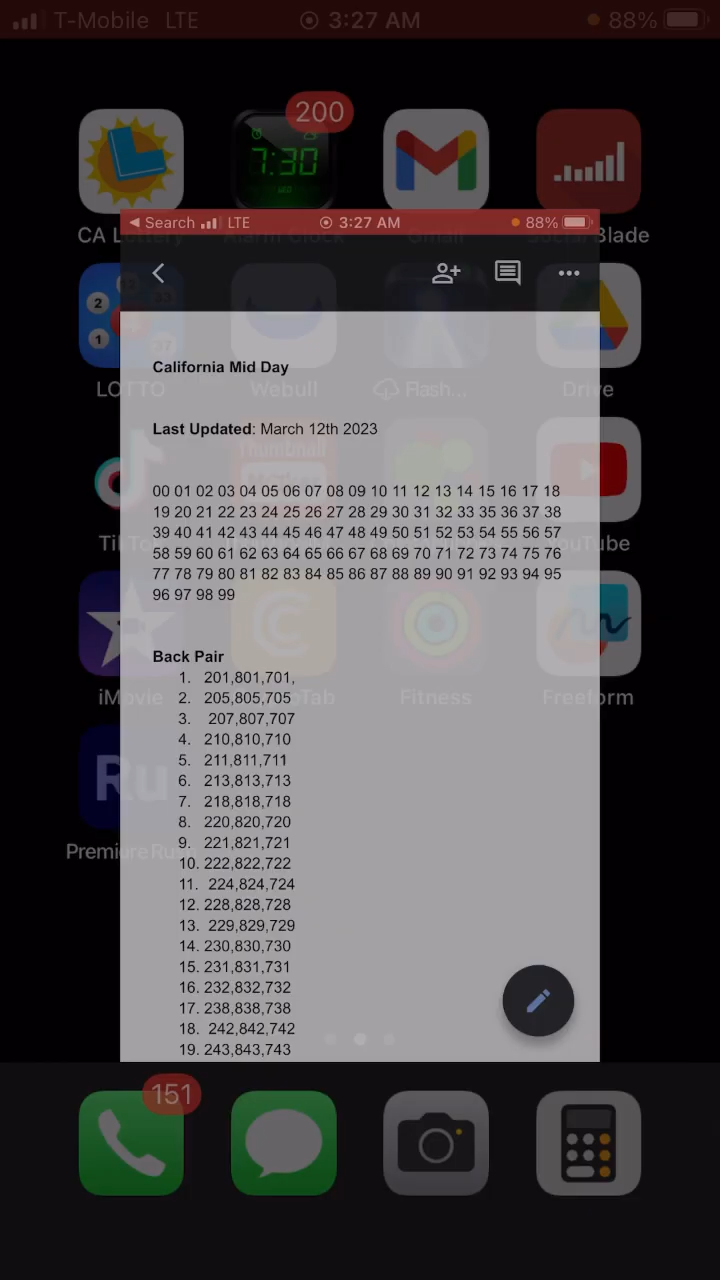 T-Mobile LTE 3:27 AM 88%
200
7:30
Search LTE 3:27 AM 88%
Blade
California Mid Day
LOTTO Webull Flash... Drive
Last Updated: March 12th 2023
00 01 02 03 04 05 06 07 08 09 10 11 12 13 14 15 16 17 18
19 20 21 22 23 24 25 26 27 28 29 30 31 32 33 35 36 37 38
39 40 41 42 43 44 45 46 47 48 49 50 51 52 53 54 55 56 57
58 59 60 61 62 63 64 65 66 67 68 69 70 71 72 73 74 75 76
77 78 79 80 81 82 83 84 85 86 87 88 89 90 91 92 93 94 95
96 97 98 99
Back Pair
1. 201,801,701,
2. 205,805,705
iMovie Tab Fitness Freeform
3. 207,807,707
4. 210,810,710
5. 211,811,711
6. 213,813,713
Ru
7. 218,818,718
8. 220,820,720
9. 221,821,721
Premiere Ru
10. 222,822,722
11. 224,824,724
12. 228,828,728
13. 229,829,729
14. 230,830,730
15. 231,831,731
16. 232,832,732
17. 238,838,738
18. 242,842,742
19. 243,843,743
151